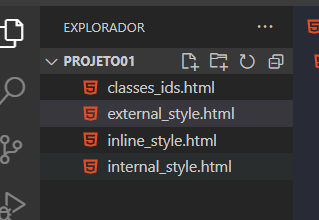 EXPLORADOR
PROJETO01
classes_ids.html
external_style.html
inline_style.html
internal_style.html